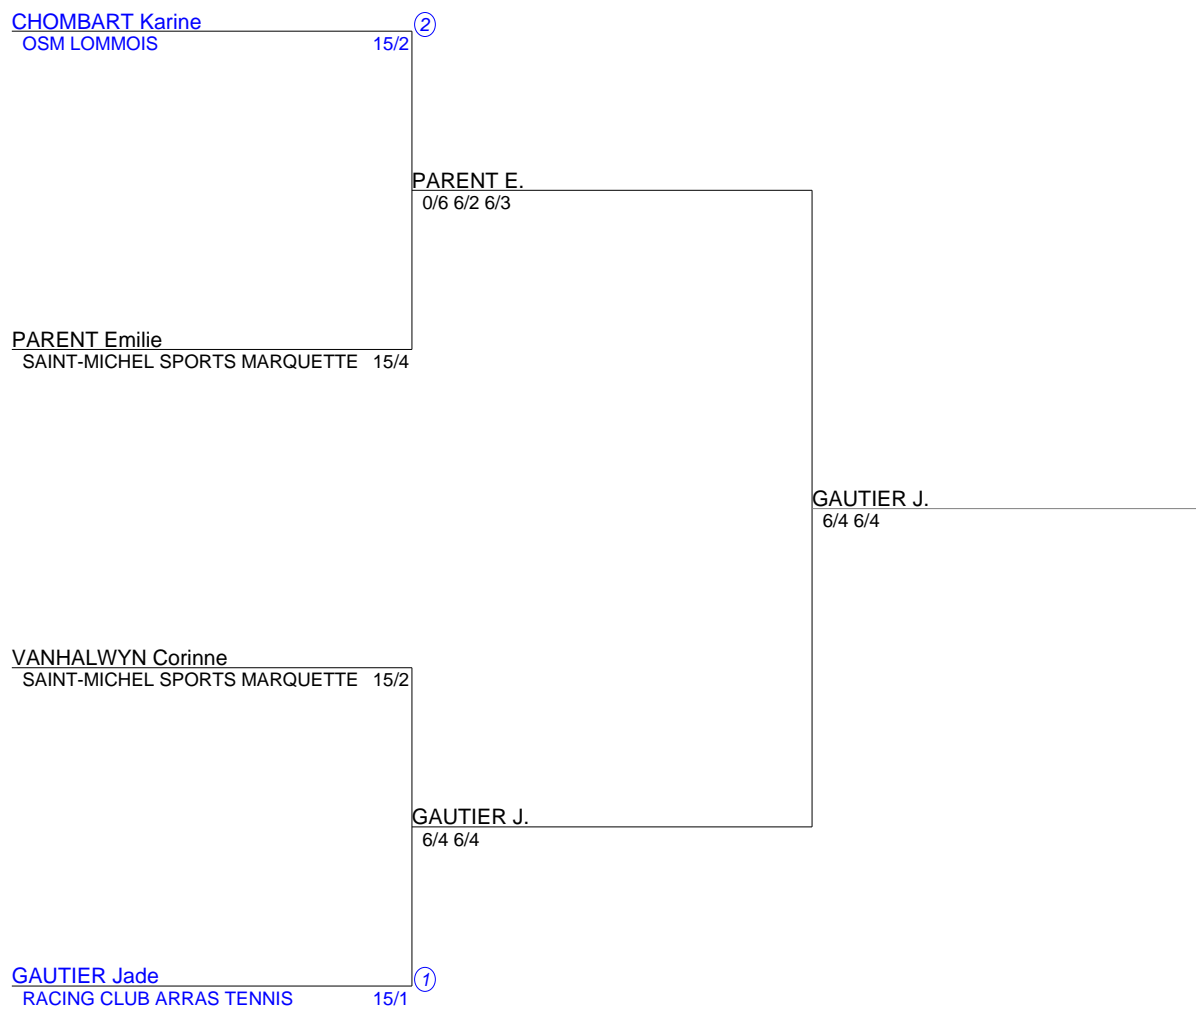 CHOMBART Karine 2
OSM LOMMOIS 15/2
PARENT E.
0/6 6/2 6/3
PARENT Emilie
SAINT-MICHEL SPORTS MARQUETTE 15/4
GAUTIER J.
6/4 6/4
VANHALWYN Corinne
SAINT-MICHEL SPORTS MARQUETTE 15/2
GAUTIER J.
6/4 6/4
GAUTIER Jade 1
RACING CLUB ARRAS TENNIS 15/1